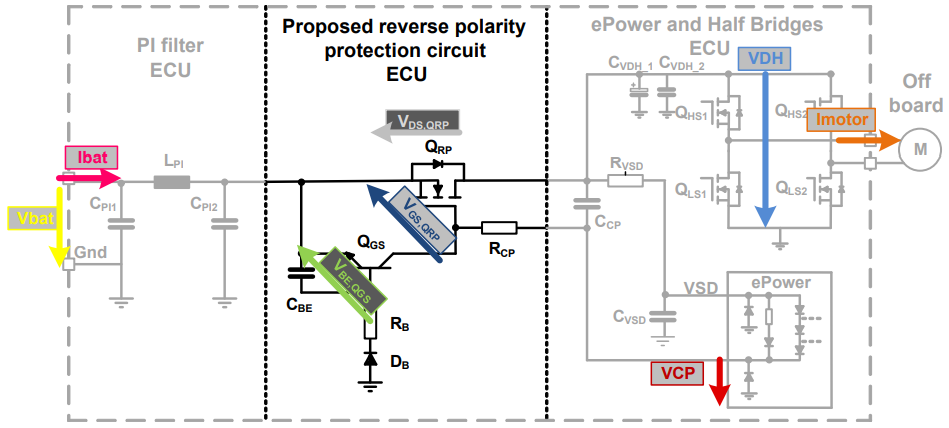 PI filter
ECU
Proposed reverse polarity
protection circuit
ECU
ePower and Half Bridges
ECU
CVDH_1
CVDH_2
VDH
Off
board
VDS,QRP
QHS1
QHS2
Imotor
Ibat
LPI
QRP
RVSD
M
Vbat
CPI1
CPI2
VGS,QRP
QLS1
QLS2
CCP
Gnd
QGS
RCP
VBE,QGS
CBE
VSD
ePower
RB
CVSD
DB
VCP